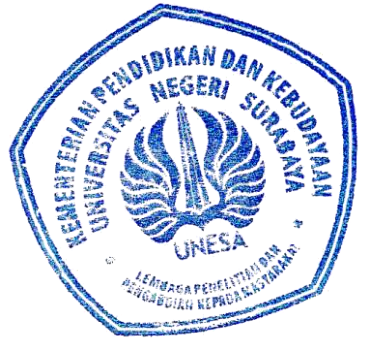 KEMENTERIAN PENDIDIKAN DAN KEBUDAYAAN
UNIVERSITAS NEGERI SURABAYA
UNESA
LEMBAGA PENELITIAN DAN
PENGABDIAN KEPADA MASYARAKAT